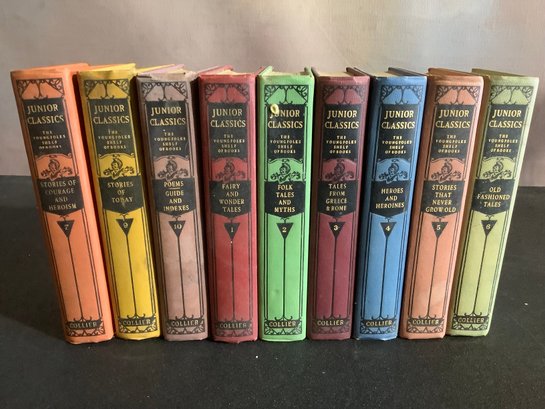 JUNIOR
CLASSICS
THE
YOUNG FOLKS
SHELF
OF BOOKS
STORIES OF
COURAGE
AND
HEROISM
7
COLLIER
JUNIOR
CLASSICS
THE
YOUNG FOLKS
SHELF
OF BOOKS
STORIES
OF
TODAY
9
COLLIER
JUNIOR
CLASSICS
THE
YOUNG FOLKS
SHELF
OF BOOKS
POEMS
GUIDE
AND
INDEXES
10
COLLIER
JUNIOR
CLASSICS
THE
YOUNG FOLKS
SHELF
OF BOOKS
FAIRY AND
WONDER
TALES
1
COLLIER
JUNIOR
CLASSICS
THE
YOUNG FOLKS
SHELF
OF BOOKS
FOLK
TALES AND
MYTHS
2
COLLIER
JUNIOR
CLASSICS
THE
YOUNG FOLKS
SHELF
OF BOOKS
TALES
FROM
GREECE
& ROME
3
COLLIER
JUNIOR
CLASSICS
THE
YOUNG FOLKS
SHELF
OF BOOKS
HEROES
AND
HEROINES
4
COLLIER
JUNIOR
CLASSICS
THE
YOUNG FOLKS
SHELF
OF BOOKS
STORIES
THAT
NEVER
GROW OLD
5
COLLIER
JUNIOR
CLASSICS
THE
YOUNG FOLKS
SHELF
OF BOOKS
OLD
FASHIONED
TALES
6
COLLIER